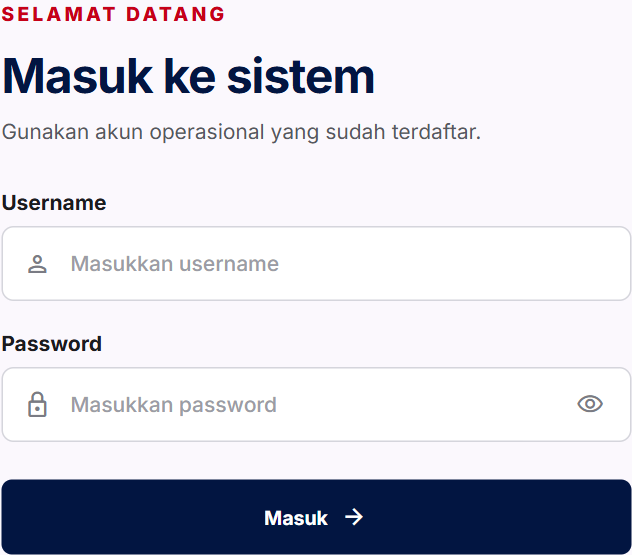 SELAMAT DATANG
Masuk ke sistem
Gunakan akun operasional yang sudah terdaftar.
Username
Masukkan username
Password
Masukkan password
Masuk →